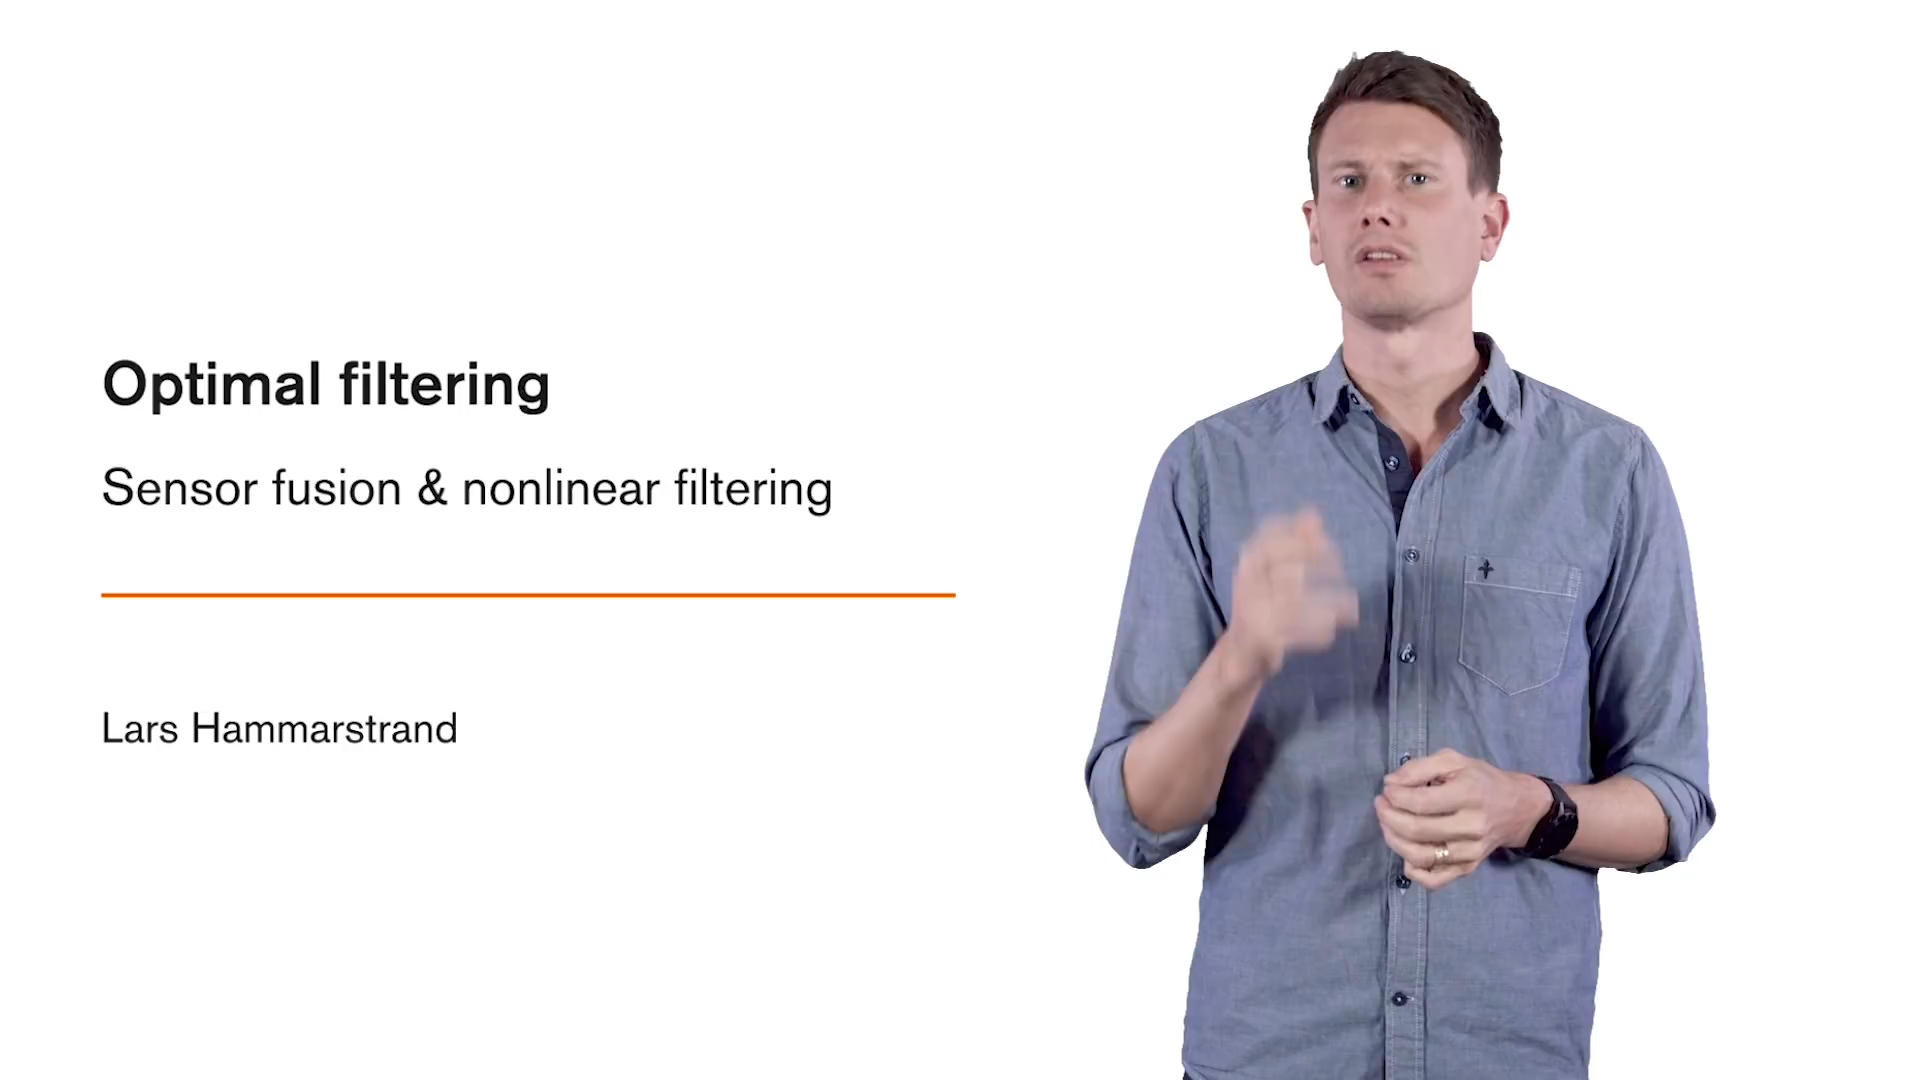 Optimal filtering
Sensor fusion & nonlinear filtering
Lars Hammarstrand